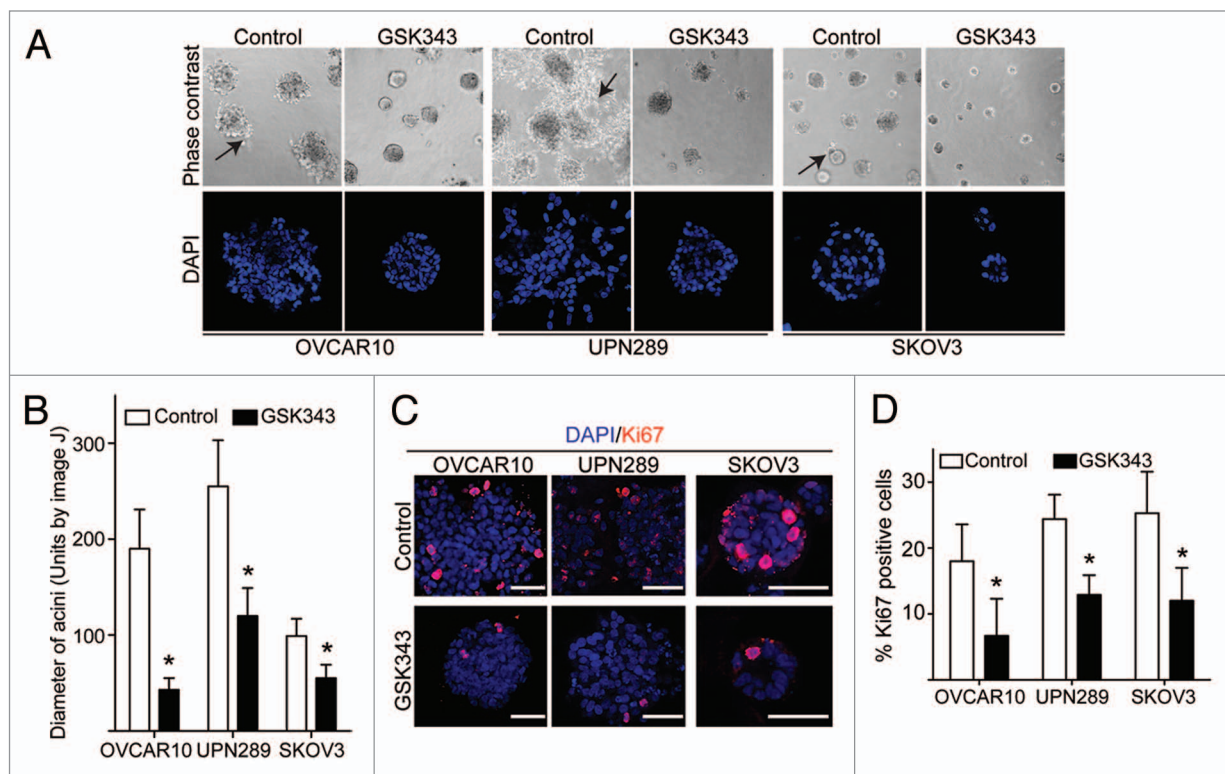 A
Control GSK343 Control GSK343 Control GSK343
Phase contrast
DAPI
OVCAR10 UPN289 SKOV3
B
Control GSK343
Diameter of acini (Units by image J)
300
200
100
* * *
OVCAR10 UPN289 SKOV3
C
DAPI/Ki67
OVCAR10 UPN289 SKOV3
Control
GSK343
D
Control GSK343
% Ki67 positive cells
30
20
10
* * *
OVCAR10 UPN289 SKOV3